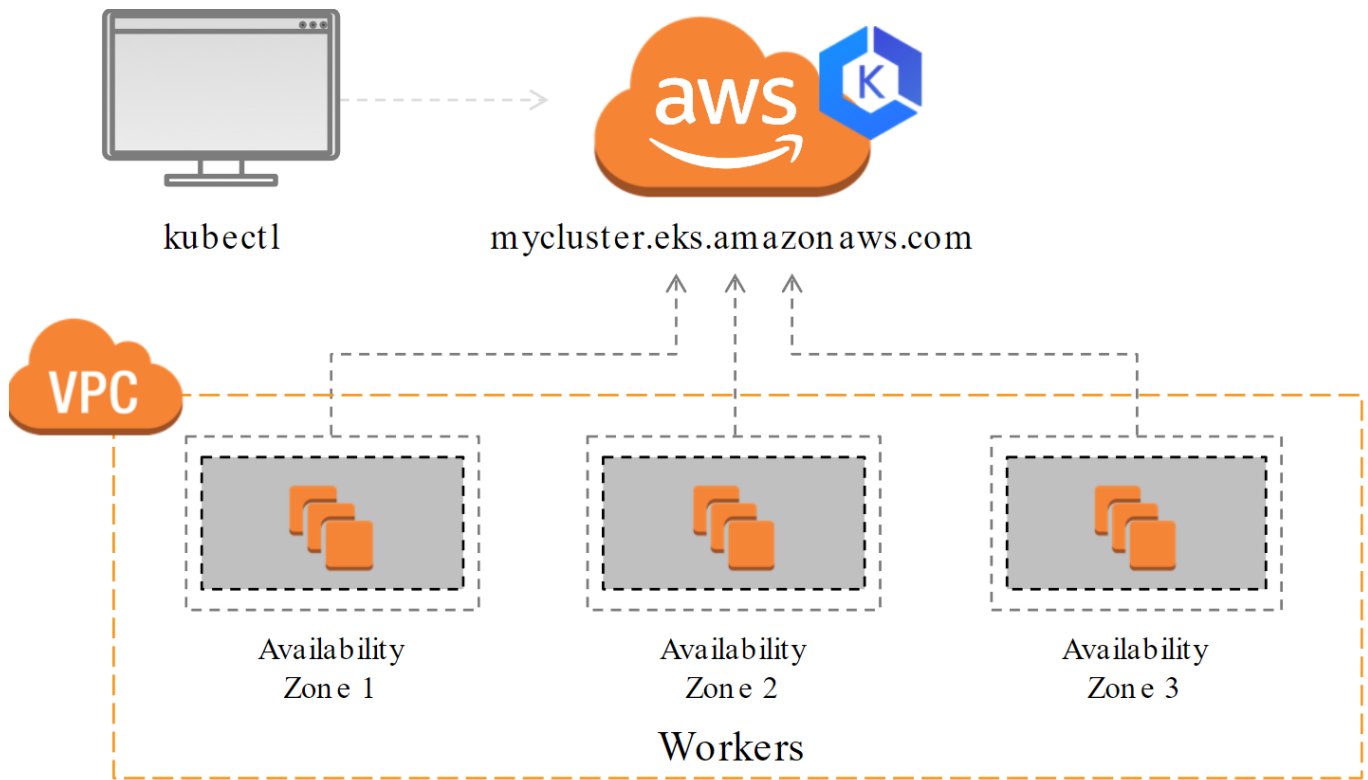 aws
K
kubectl
mycluster.eks.amazonaws.com
VPC
Availability
Zone 1
Availability
Zone 2
Availability
Zone 3
Workers